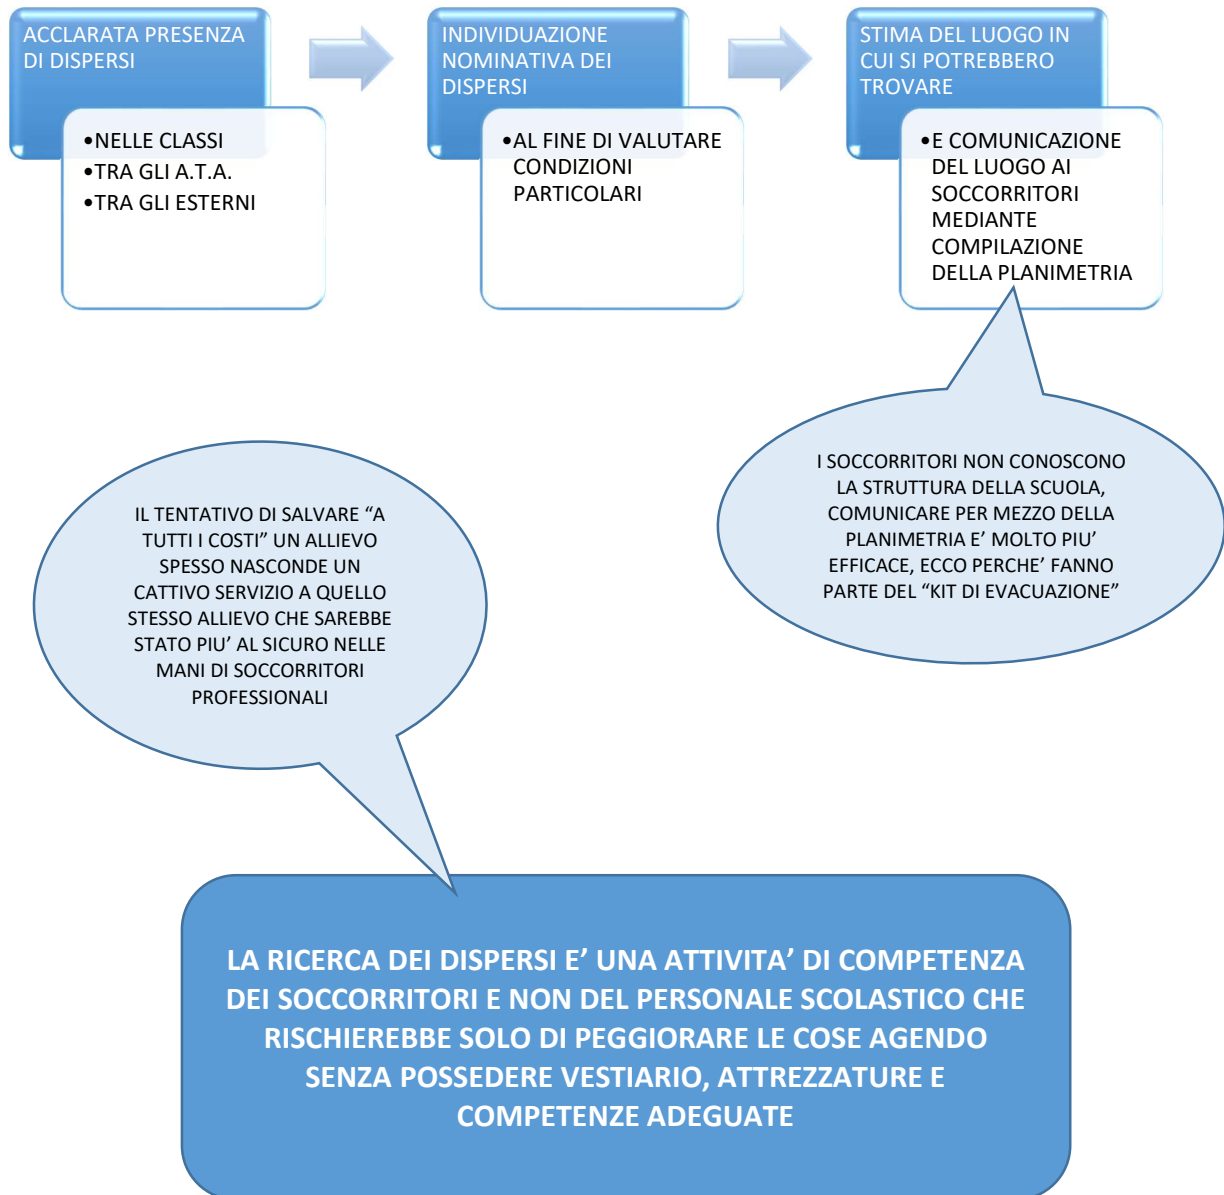 ACCLARATA PRESENZA
DI DISPERSI
•NELLE CLASSI
•TRA GLI A.T.A.
•TRA GLI ESTERNI
INDIVIDUAZIONE
NOMINATIVA DEI
DISPERSI
•AL FINE DI VALUTARE
CONDIZIONI
PARTICOLARI
STIMA DEL LUOGO IN
CUI SI POTREBBERO
TROVARE
•E COMUNICAZIONE
DEL LUOGO AI
SOCCORRITORI
MEDIANTE
COMPILAZIONE
DELLA PLANIMETRIA
I SOCCORRITORI NON CONOSCONO
LA STRUTTURA DELLA SCUOLA,
COMUNICARE PER MEZZO DELLA
PLANIMETRIA E’ MOLTO PIU’
EFFICACE, ECCO PERCHE’ FANNO
PARTE DEL “KIT DI EVACUAZIONE”
IL TENTATIVO DI SALVARE “A
TUTTI I COSTI” UN ALLIEVO
SPESSO NASCONDE UN
CATTIVO SERVIZIO A QUELLO
STESSO ALLIEVO CHE SAREBBE
STATO PIU’ AL SICURO NELLE
MANI DI SOCCORRITORI
PROFESSIONALI
LA RICERCA DEI DISPERSI E’ UNA ATTIVITA’ DI COMPETENZA
DEI SOCCORRITORI E NON DEL PERSONALE SCOLASTICO CHE
RISCHIEREBBE SOLO DI PEGGIORARE LE COSE AGENDO
SENZA POSSEDERE VESTIARIO, ATTREZZATURE E
COMPETENZE ADEGUATE